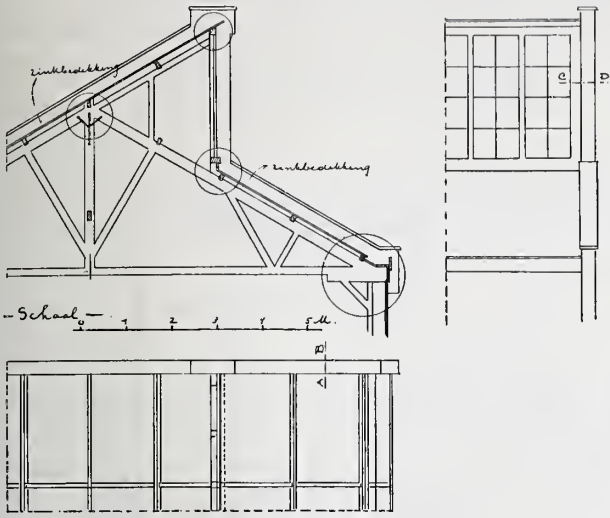 zinkbedekking
zinkbedekking
C D
- Schaal -
0 1 2 3 4 5 M.
B
A